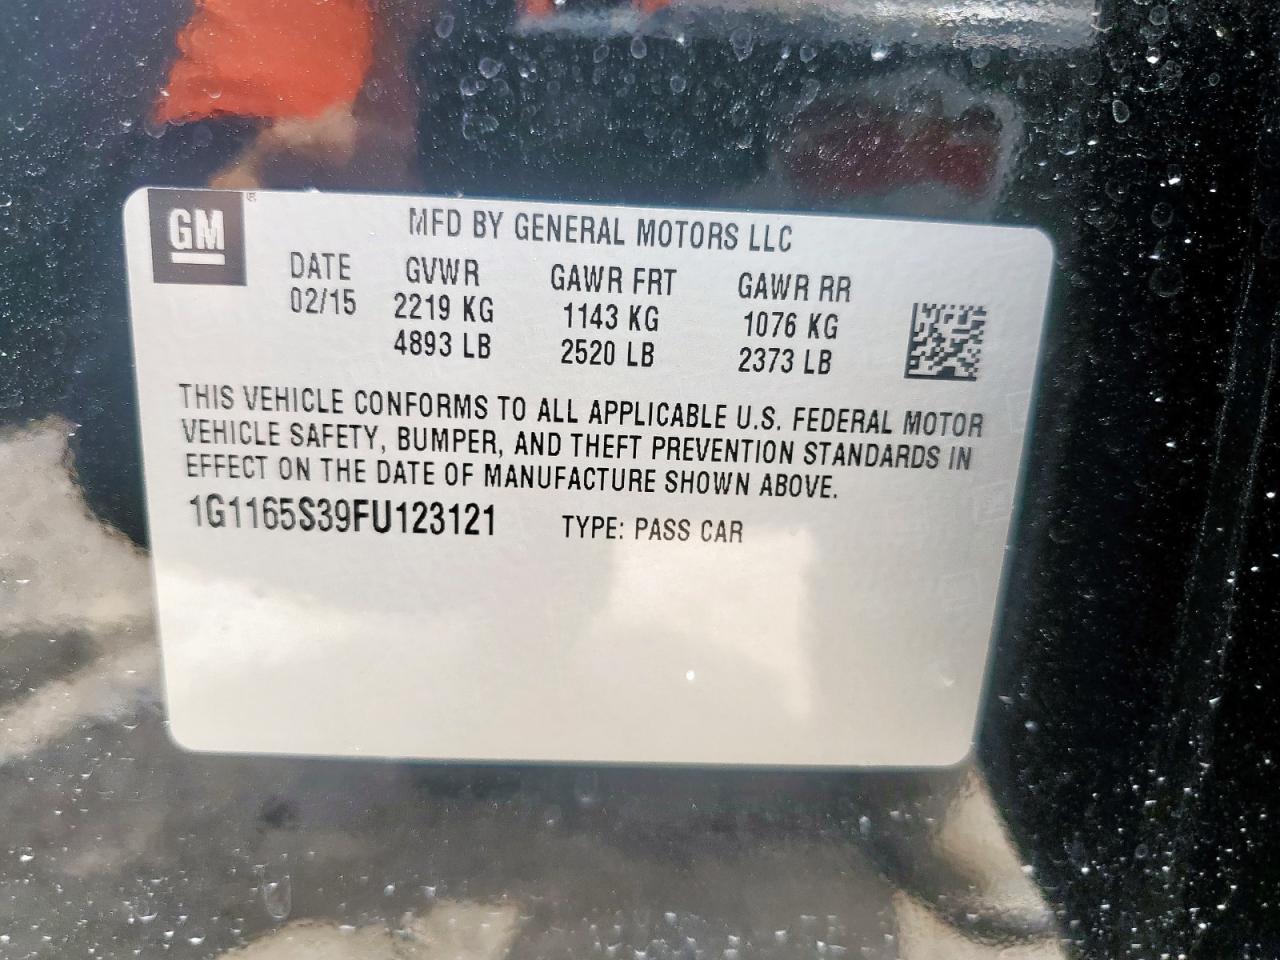 GM
MFD BY GENERAL MOTORS LLC
DATE GVWR GAWR FRT GAWR RR
02/15 2219 KG 1143 KG 1076 KG
4893 LB 2520 LB 2373 LB
THIS VEHICLE CONFORMS TO ALL APPLICABLE U.S. FEDERAL MOTOR
VEHICLE SAFETY, BUMPER, AND THEFT PREVENTION STANDARDS IN
EFFECT ON THE DATE OF MANUFACTURE SHOWN ABOVE.
1G1165S39FU123121 TYPE: PASS CAR